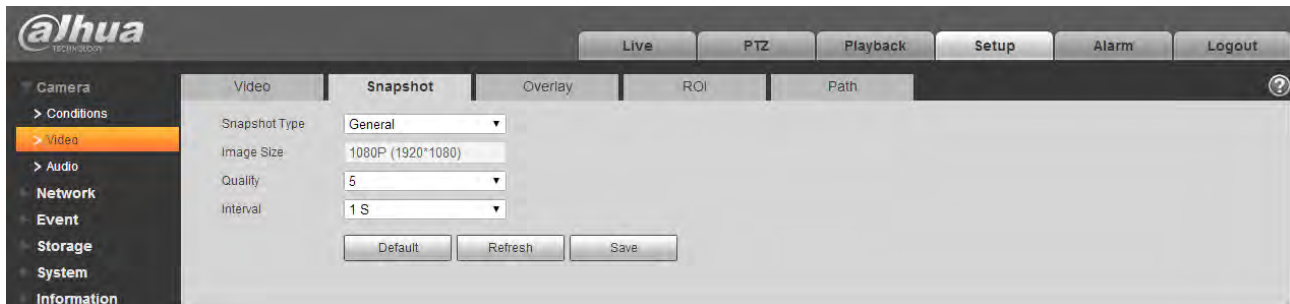 alhua
TECHNOLOGY
Live PTZ Playback Setup Alarm Logout
Camera
> Conditions
> Video
> Audio
Network
Event
Storage
System
Information
Video Snapshot Overlay ROI Path ?
Snapshot Type General
Image Size 1080P (1920*1080)
Quality 5
Interval 1 S
Default Refresh Save